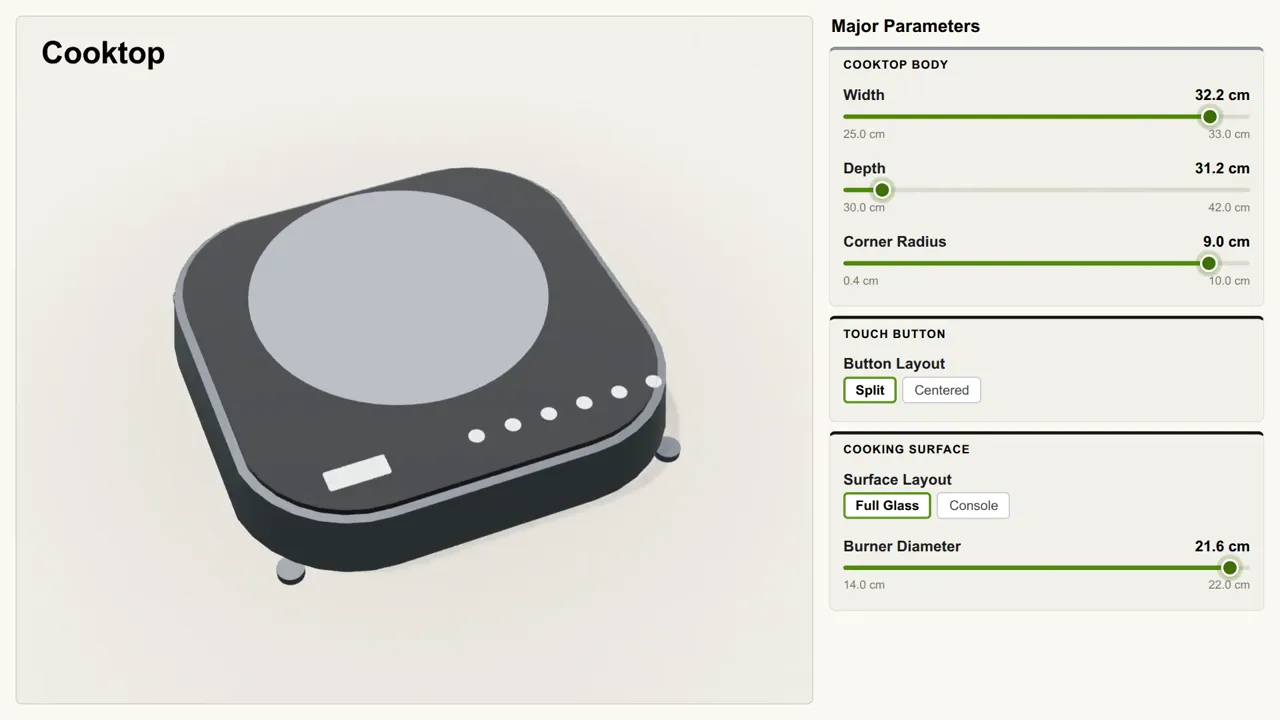 Cooktop
Major Parameters
COOKTOP BODY
Width 32.2 cm
25.0 cm 33.0 cm
Depth 31.2 cm
30.0 cm 42.0 cm
Corner Radius 9.0 cm
0.4 cm 10.0 cm
TOUCH BUTTON
Button Layout
Split Centered
COOKING SURFACE
Surface Layout
Full Glass Console
Burner Diameter 21.6 cm
14.0 cm 22.0 cm